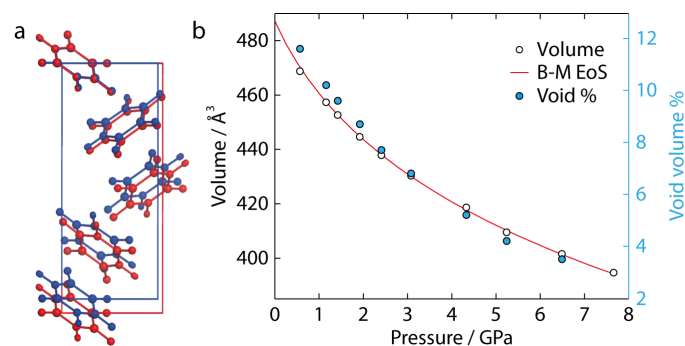 a
b
Volume
B-M EoS
Void %
Volume / Å³
480
460
440
420
400
12
10
8
6
4
2
Void volume %
0 1 2 3 4 5 6 7 8
Pressure / GPa